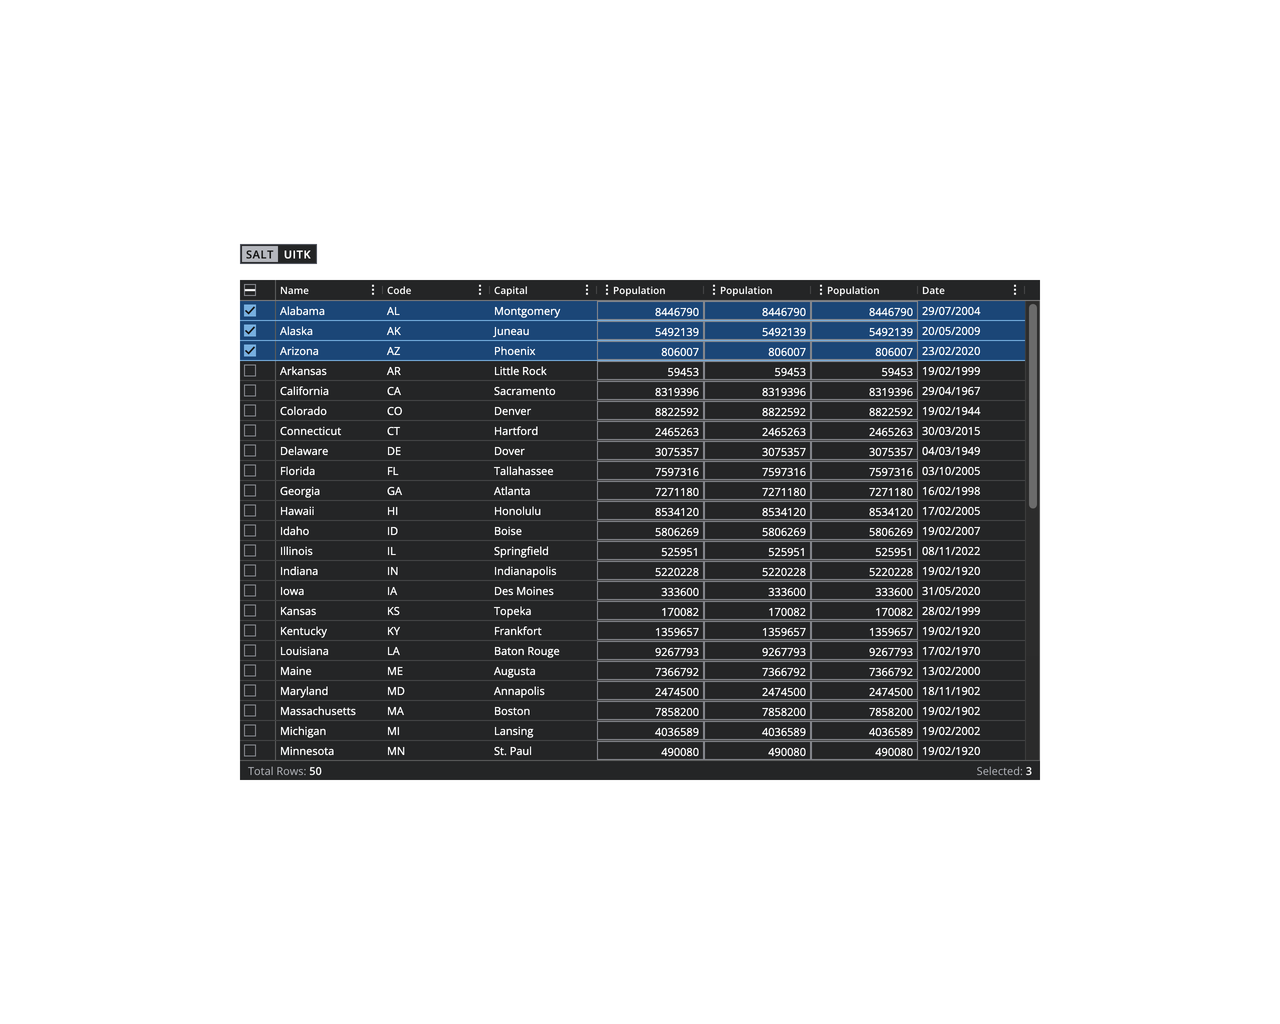 SALT UITK
Name Code Capital Population Population Population Date
Alabama AL Montgomery 8446790 8446790 8446790 29/07/2004
Alaska AK Juneau 5492139 5492139 5492139 20/05/2009
Arizona AZ Phoenix 806007 806007 806007 23/02/2020
Arkansas AR Little Rock 59453 59453 59453 19/02/1999
California CA Sacramento 8319396 8319396 8319396 29/04/1967
Colorado CO Denver 8822592 8822592 8822592 19/02/1944
Connecticut CT Hartford 2465263 2465263 2465263 30/03/2015
Delaware DE Dover 3075357 3075357 3075357 04/03/1949
Florida FL Tallahassee 7597316 7597316 7597316 03/10/2005
Georgia GA Atlanta 7271180 7271180 7271180 16/02/1998
Hawaii HI Honolulu 8534120 8534120 8534120 17/02/2005
Idaho ID Boise 5806269 5806269 5806269 19/02/2007
Illinois IL Springfield 525951 525951 525951 08/11/2022
Indiana IN Indianapolis 5220228 5220228 5220228 19/02/1920
Iowa IA Des Moines 333600 333600 333600 31/05/2020
Kansas KS Topeka 170082 170082 170082 28/02/1999
Kentucky KY Frankfort 1359657 1359657 1359657 19/02/1920
Louisiana LA Baton Rouge 9267793 9267793 9267793 17/02/1970
Maine ME Augusta 7366792 7366792 7366792 13/02/2000
Maryland MD Annapolis 2474500 2474500 2474500 18/11/1902
Massachusetts MA Boston 7858200 7858200 7858200 19/02/1902
Michigan MI Lansing 4036589 4036589 4036589 19/02/2002
Minnesota MN St. Paul 490080 490080 490080 19/02/1920
Total Rows: 50 Selected: 3